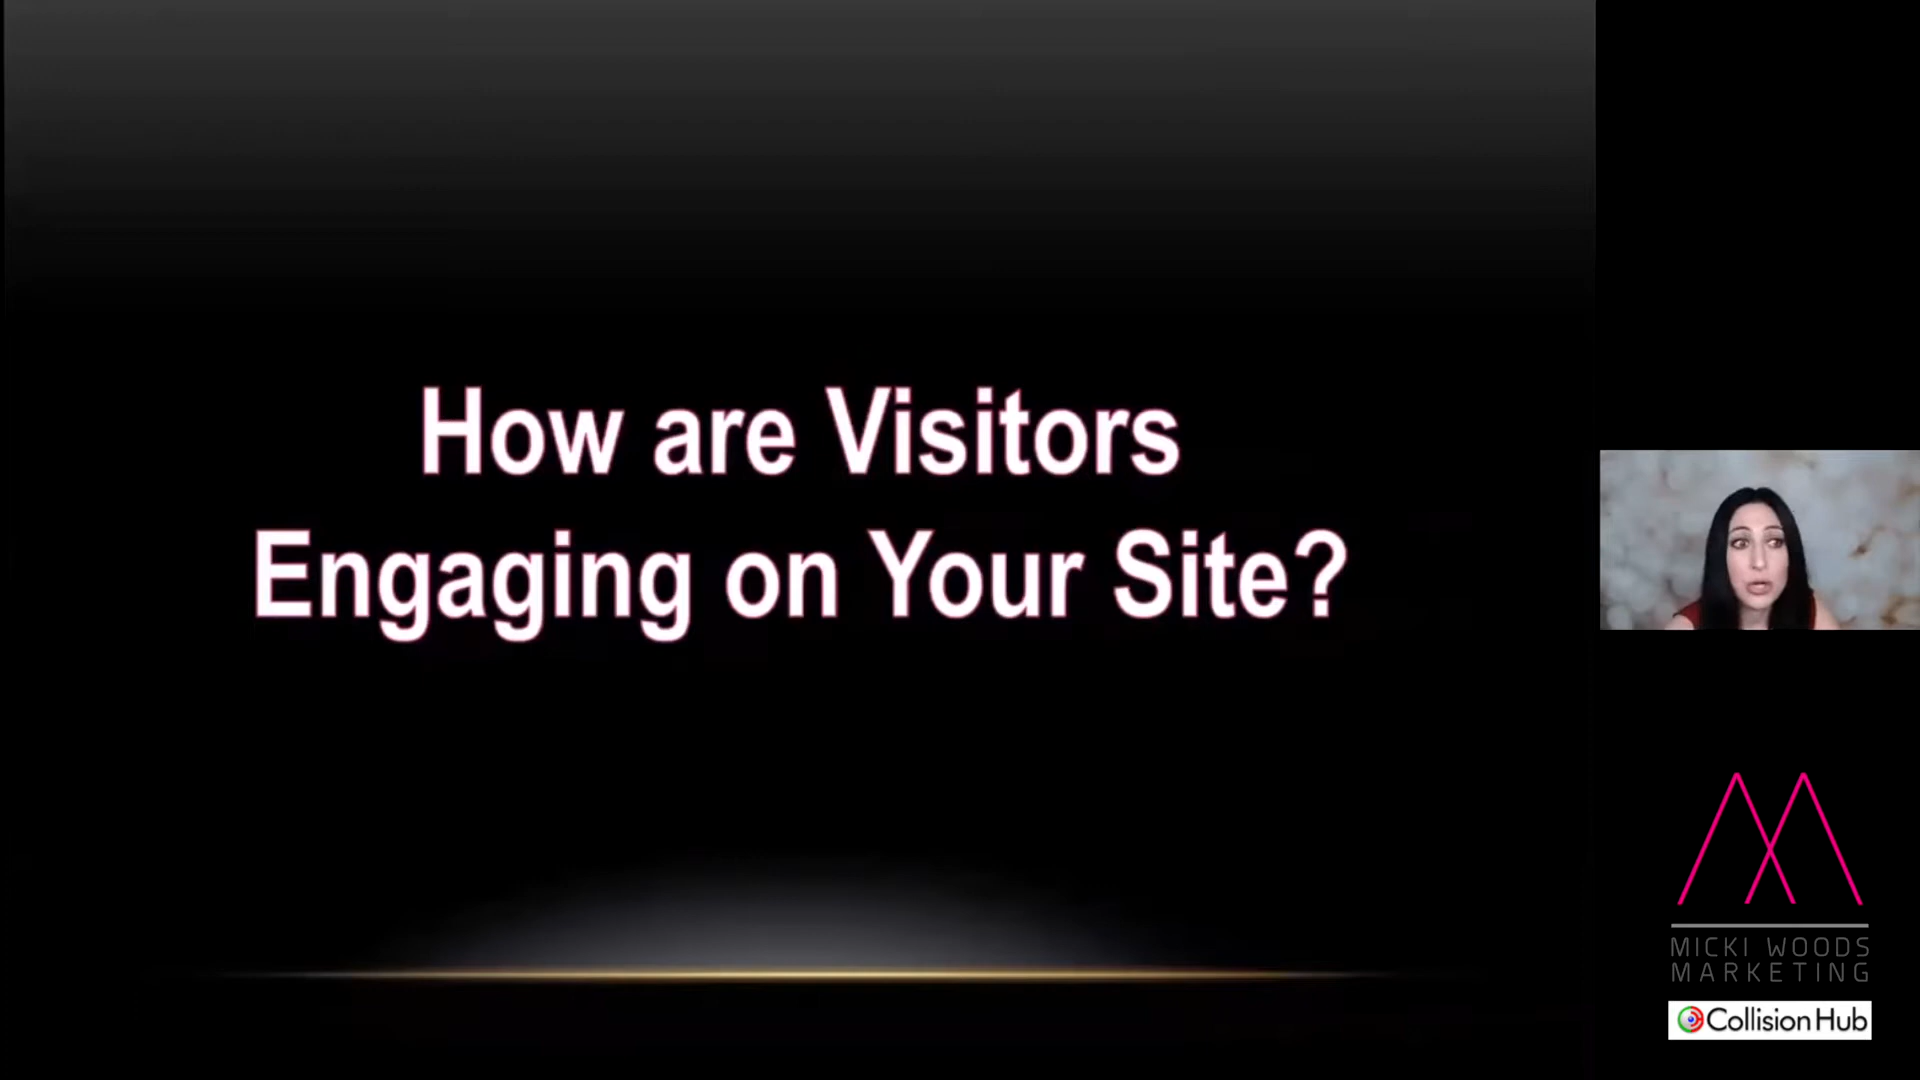 How are Visitors
Engaging on Your Site?
MICKI WOODS
MARKETING
Collision Hub